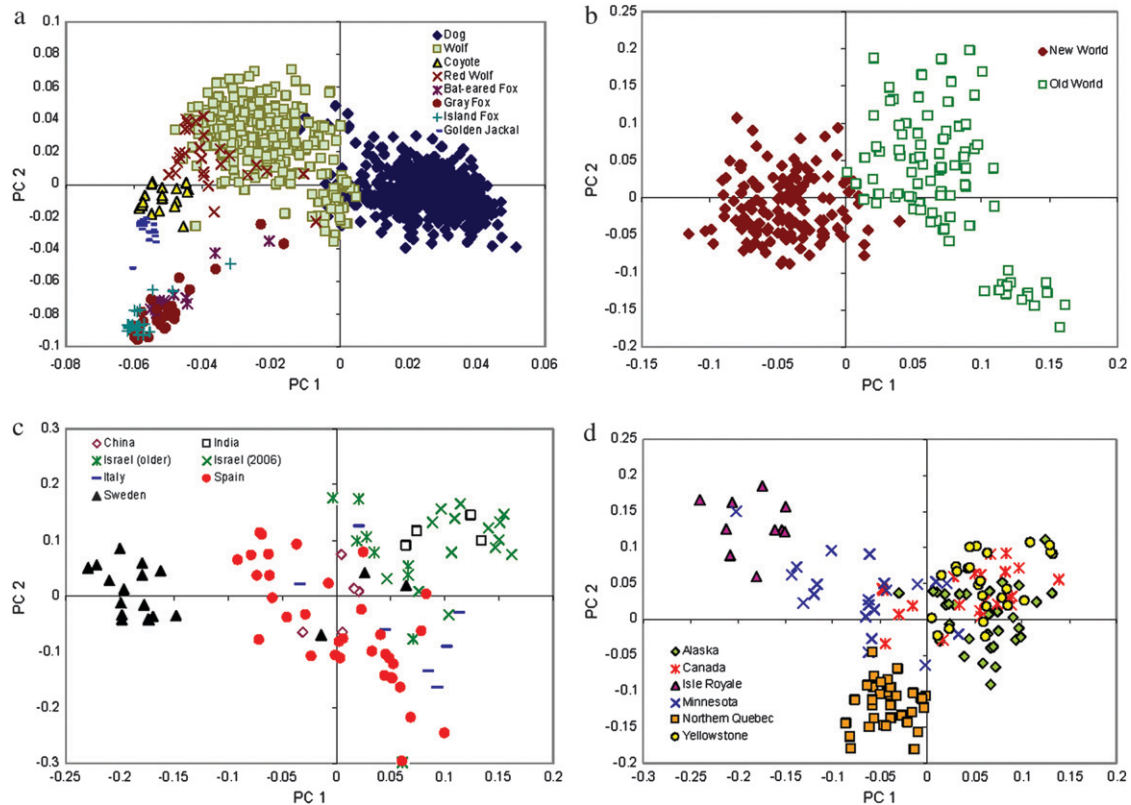 a
0.1
0.08
0.06
0.04
0.02
0
-0.02
-0.04
-0.06
-0.08
-0.1
PC 2
-0.08 -0.06 -0.04 -0.02 0 0.02 0.04 0.06
PC 1
Dog
Wolf
Coyote
Red Wolf
Bat-eared Fox
Gray Fox
Island Fox
Golden Jackal
b
0.25
0.2
0.15
0.1
0.05
0
-0.05
-0.1
-0.15
-0.2
PC 2
-0.15 -0.1 -0.05 0 0.05 0.1 0.15 0.2
PC 1
New World
Old World
c
0.3
0.2
0.1
0
-0.1
-0.2
-0.3
PC 2
-0.25 -0.2 -0.15 -0.1 -0.05 0 0.05 0.1 0.15 0.2
PC 1
China India
Israel (older) Israel (2006)
Italy Spain
Sweden
d
0.25
0.2
0.15
0.1
0.05
0
-0.05
-0.1
-0.15
-0.2
PC 2
-0.3 -0.25 -0.2 -0.15 -0.1 -0.05 0 0.05 0.1 0.15 0.2
PC 1
Alaska
Canada
Isle Royale
Minnesota
Northern Quebec
Yellowstone